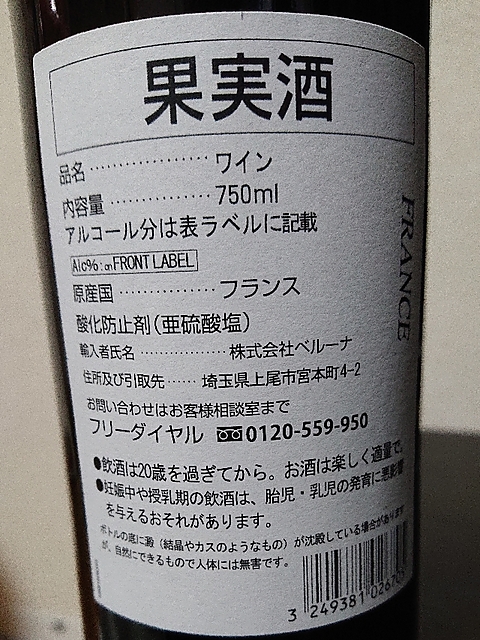 果実酒
品名 ················· ワイン
内容量 ·············· 750ml
アルコール分は表ラベルに記載
Alc%:on FRONT LABEL
原産国 ·············· フランス
酸化防止剤(亜硫酸塩)
輸入者氏名 ················ 株式会社ベルーナ
住所及び引取先 ······ 埼玉県上尾市宮本町4-2
お問い合わせはお客様相談室まで
フリーダイヤル 0120-559-950
●飲酒は20歳を過ぎてから。お酒は楽しく適量で。
●妊娠中や授乳期の飲酒は、胎児・乳児の発育に悪影響
を与えるおそれがあります。
ボトルの底に澱(結晶やカスのようなもの)が沈殿している場合があります
が、自然にできるもので人体には無害です。
FRANCE
3 249381 02670